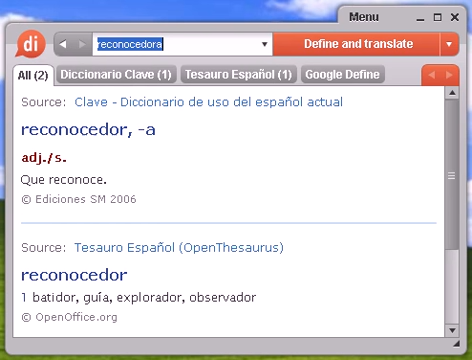 Menu
di
reconocedora
Define and translate
All (2)
Diccionario Clave (1)
Tesauro Español (1)
Google Define
Source: Clave - Diccionario de uso del español actual
reconocedor, -a
adj./s.
Que reconoce.
© Ediciones SM 2006
Source: Tesauro Español (OpenThesaurus)
reconocedor
1 batidor, guía, explorador, observador
© OpenOffice.org